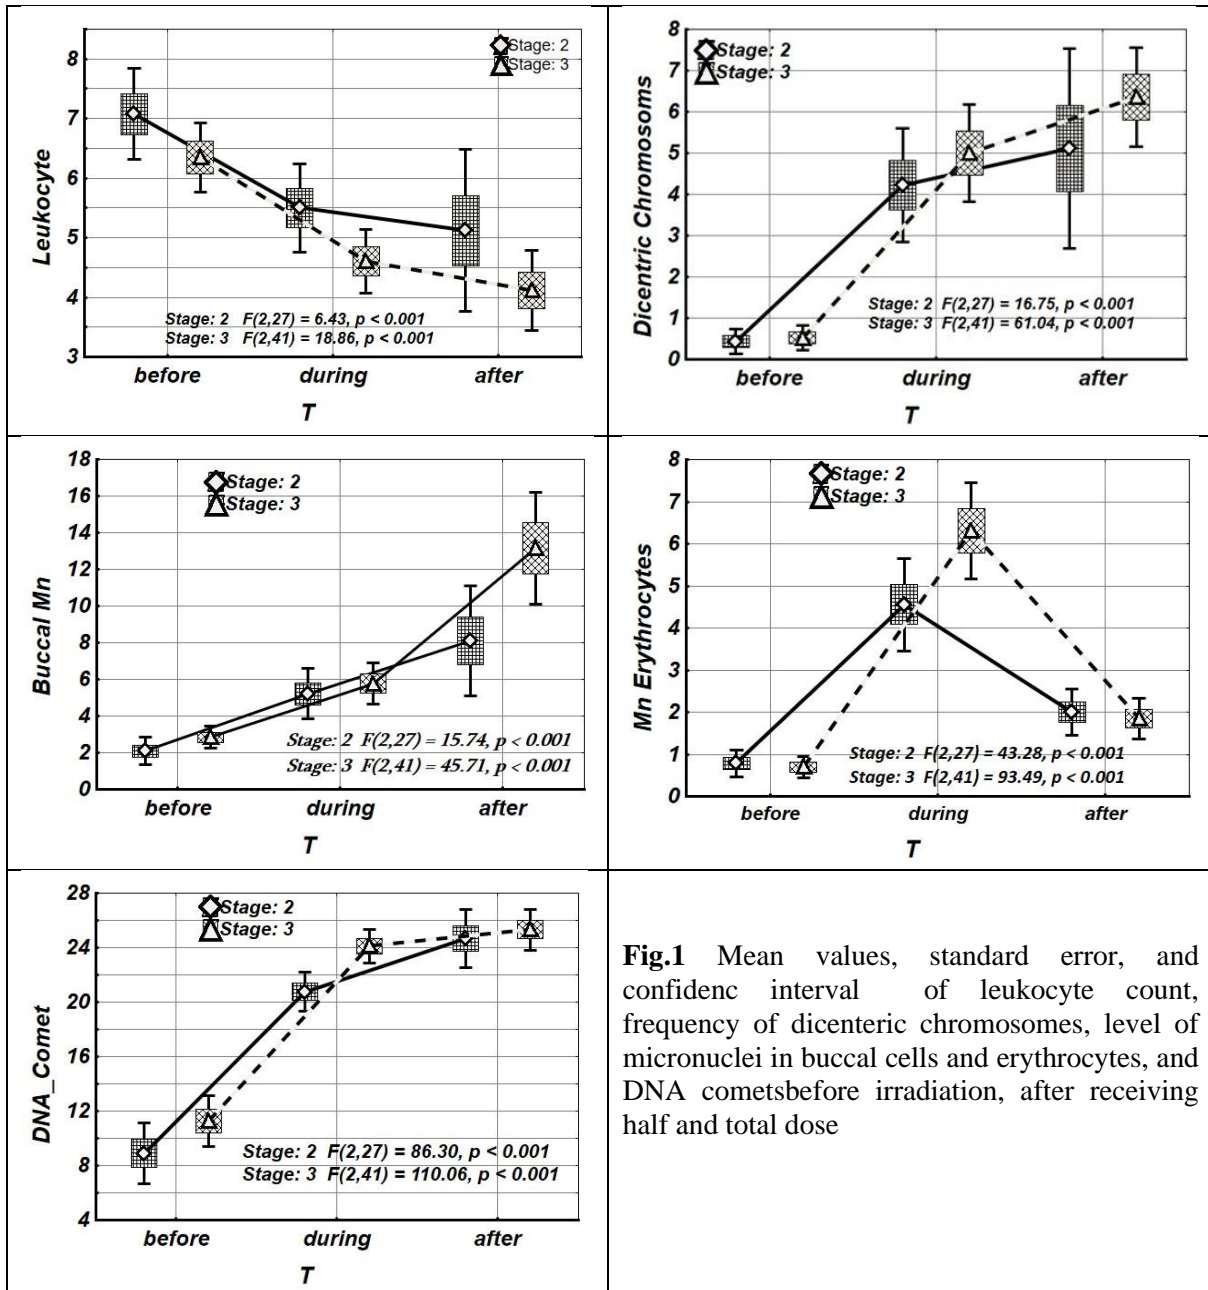 8
7
6
5
4
3
Leukocyte
Stage: 2
Stage: 3
Stage: 2 F(2,27) = 6.43, p < 0.001
Stage: 3 F(2,41) = 18.86, p < 0.001
before during after
T
8
7
6
5
4
3
2
1
0
Dicentric Chromosoms
Stage: 2
Stage: 3
Stage: 2 F(2,27) = 16.75, p < 0.001
Stage: 3 F(2,41) = 61.04, p < 0.001
before during after
T
18
16
14
12
10
8
6
4
2
0
Buccal Mn
Stage: 2
Stage: 3
Stage: 2 F(2,27) = 15.74, p < 0.001
Stage: 3 F(2,41) = 45.71, p < 0.001
before during after
T
8
7
6
5
4
3
2
1
0
Mn Erythrocytes
Stage: 2
Stage: 3
Stage: 2 F(2,27) = 43.28, p < 0.001
Stage: 3 F(2,41) = 93.49, p < 0.001
before during after
T
28
24
20
16
12
8
4
DNA_Comet
Stage: 2
Stage: 3
Stage: 2 F(2,27) = 86.30, p < 0.001
Stage: 3 F(2,41) = 110.06, p < 0.001
before during after
T
Fig.1 Mean values, standard error, and
confidenc interval of leukocyte count,
frequency of dicenteric chromosomes, level of
micronuclei in buccal cells and erythrocytes, and
DNA cometsbefore irradiation, after receiving
half and total dose